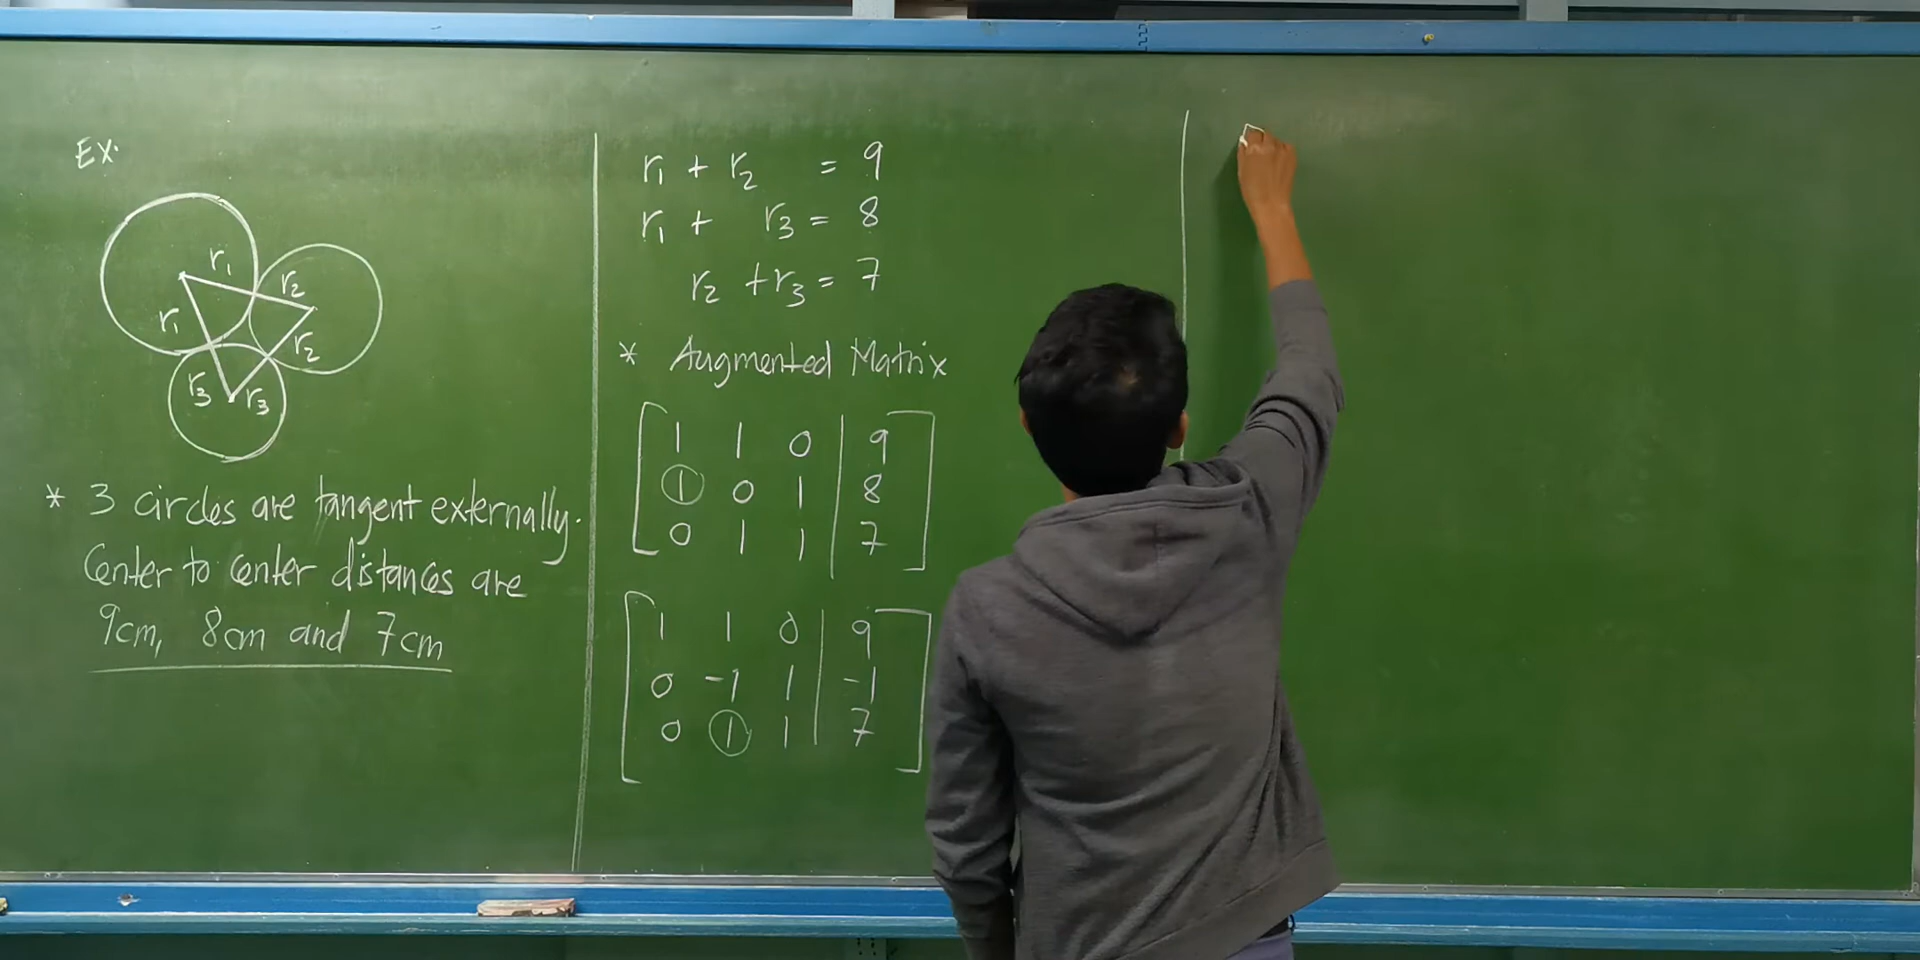 Ex.
r₁
r₂
r₁
r₂
r₃
r₃
* 3 circles are tangent externally.
Center to center distances are
9cm, 8cm and 7cm
r₁ + r₂ = 9
r₁ + r₃ = 8
r₂ + r₃ = 7
* Augmented Matrix
1 1 0 | 9
1 0 1 | 8
0 1 1 | 7
1 1 0 | 9
0 -1 1 | -1
0 1 1 | 7